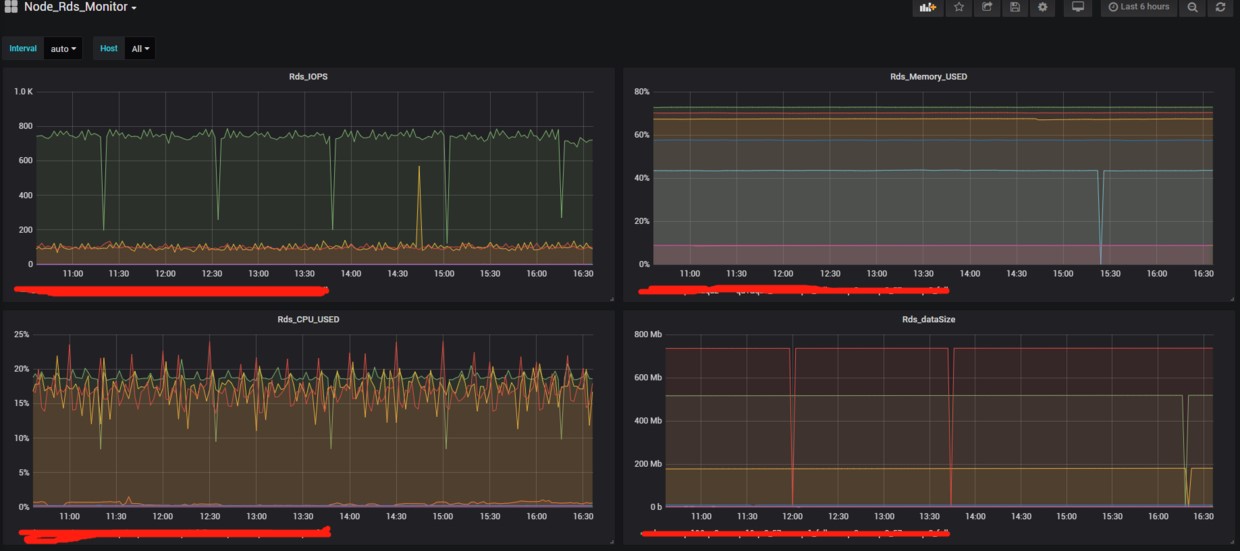 Node_Rds_Monitor
Last 6 hours
Interval auto Host All
Rds_IOPS
1.0 K
800
600
400
200
0
11:00 11:30 12:00 12:30 13:00 13:30 14:00 14:30 15:00 15:30 16:00 16:30
Rds_Memory_USED
80%
60%
40%
20%
0%
11:00 11:30 12:00 12:30 13:00 13:30 14:00 14:30 15:00 15:30 16:00 16:30
Rds_CPU_USED
25%
20%
15%
10%
5%
0%
11:00 11:30 12:00 12:30 13:00 13:30 14:00 14:30 15:00 15:30 16:00 16:30
Rds_dataSize
800 Mb
600 Mb
400 Mb
200 Mb
0 b
11:00 11:30 12:00 12:30 13:00 13:30 14:00 14:30 15:00 15:30 16:00 16:30